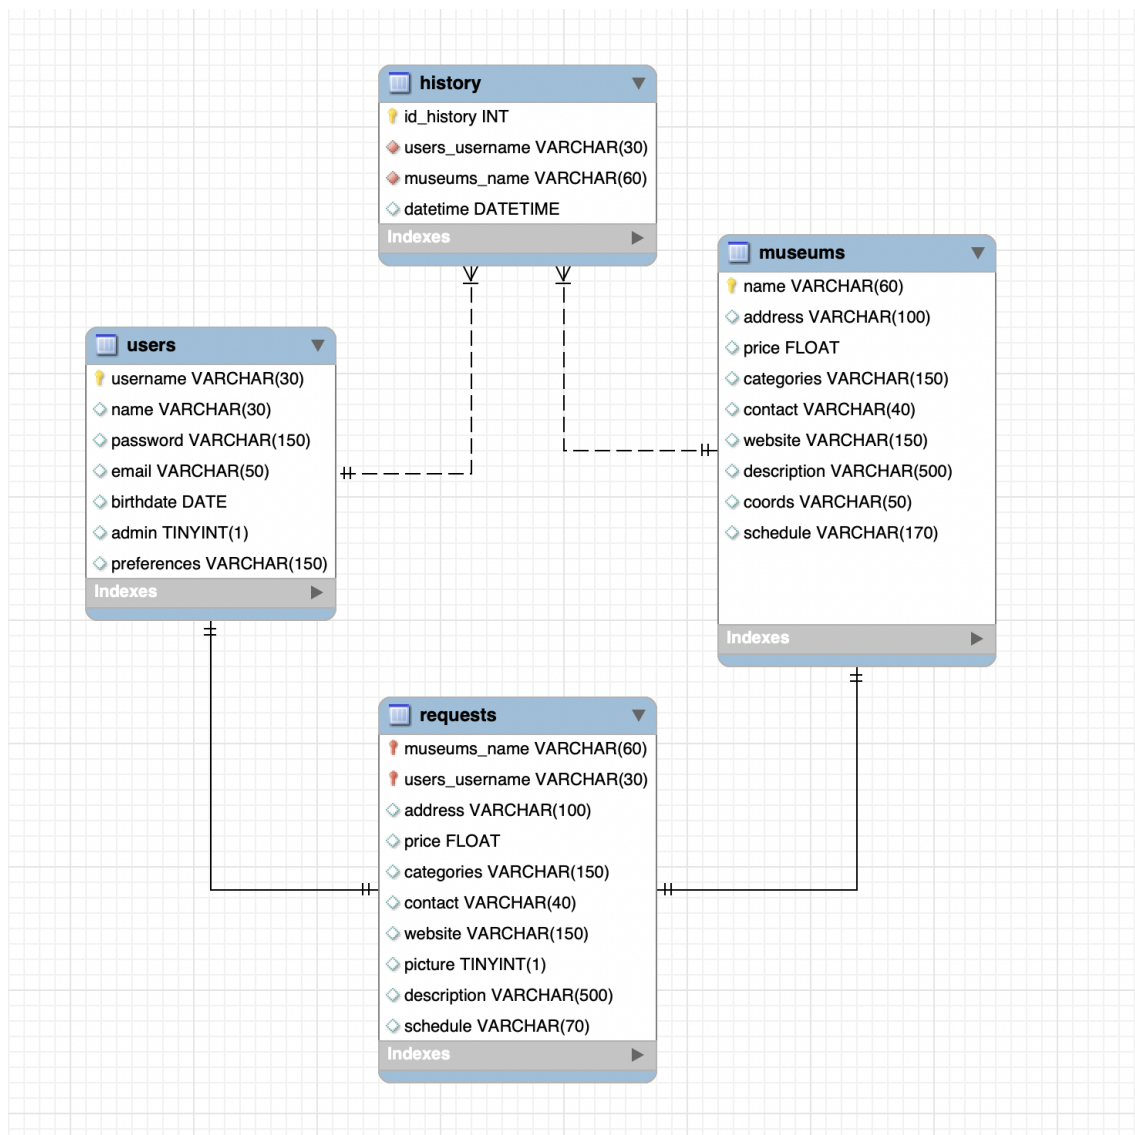 history
id_history INT
users_username VARCHAR(30)
museums_name VARCHAR(60)
datetime DATETIME
Indexes
museums
name VARCHAR(60)
address VARCHAR(100)
price FLOAT
categories VARCHAR(150)
contact VARCHAR(40)
website VARCHAR(150)
description VARCHAR(500)
coords VARCHAR(50)
schedule VARCHAR(170)
Indexes
users
username VARCHAR(30)
name VARCHAR(30)
password VARCHAR(150)
email VARCHAR(50)
birthdate DATE
admin TINYINT(1)
preferences VARCHAR(150)
Indexes
requests
museums_name VARCHAR(60)
users_username VARCHAR(30)
address VARCHAR(100)
price FLOAT
categories VARCHAR(150)
contact VARCHAR(40)
website VARCHAR(150)
picture TINYINT(1)
description VARCHAR(500)
schedule VARCHAR(70)
Indexes